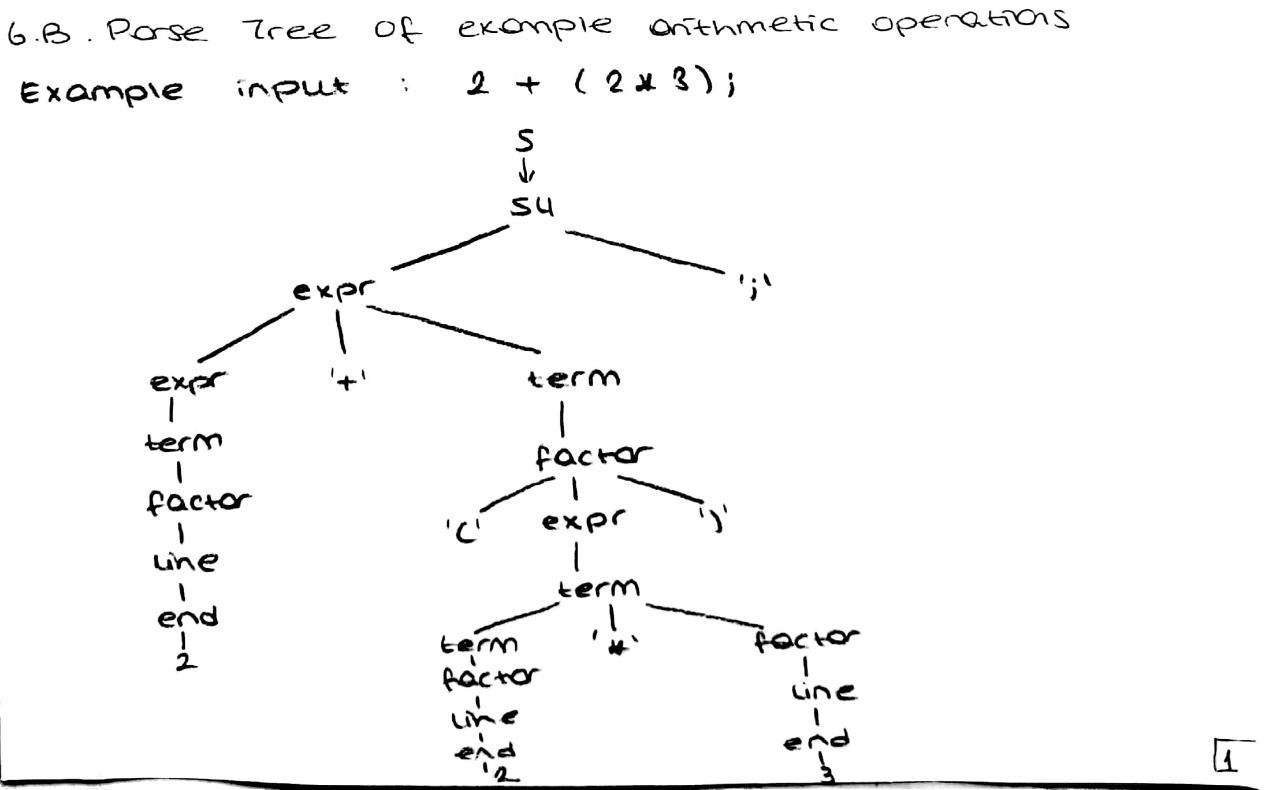 6.B. Parse Tree of example arithmetic operations
Example input : 2 + (2*3);
S
S4
expr ';'
expr '+' term
term factor
factor '(' expr ')'
line term
end term '*' factor
2 factor line
line end
end 3
2
1